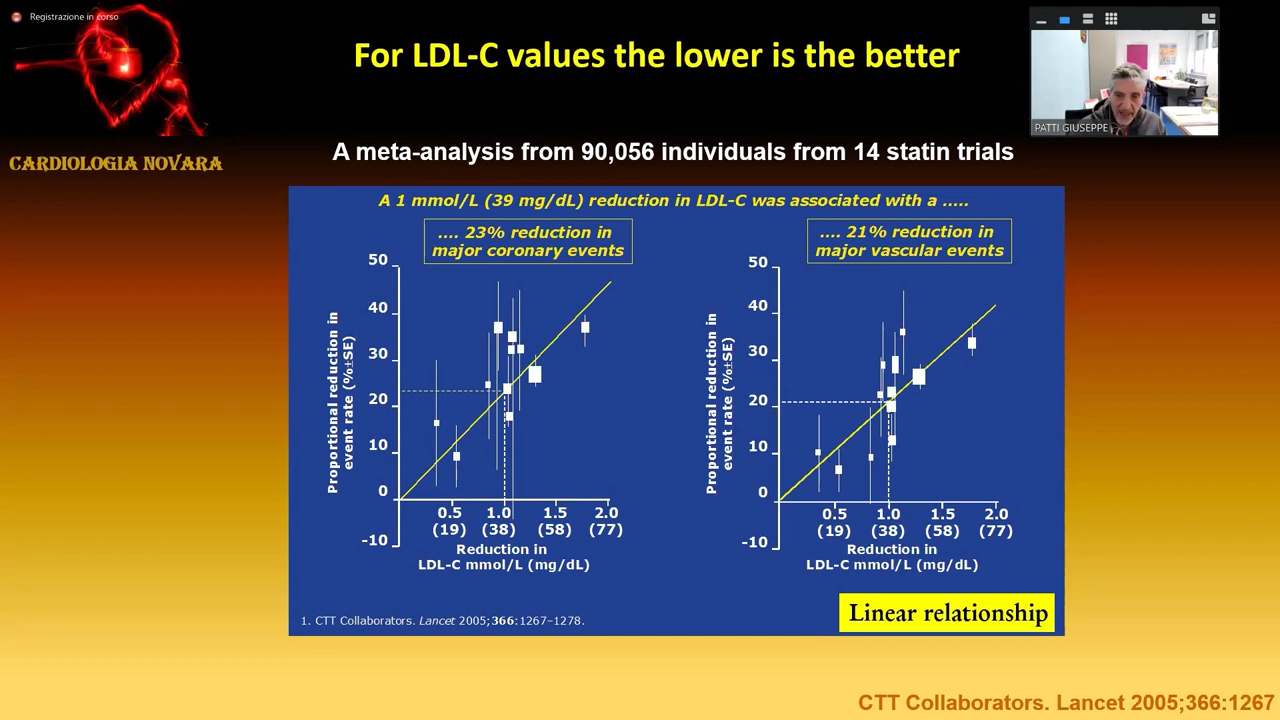 Registrazione in corso
For LDL-C values the lower is the better
PATTI GIUSEPPE
CARDIOLOGIA NOVARA
A meta-analysis from 90,056 individuals from 14 statin trials
A 1 mmol/L (39 mg/dL) reduction in LDL-C was associated with a .....
.... 23% reduction in
major coronary events
50
40
30
20
10
0
-10
Proportional reduction in
event rate (%±SE)
0.5 1.0 1.5 2.0
(19) (38) (58) (77)
Reduction in
LDL-C mmol/L (mg/dL)
.... 21% reduction in
major vascular events
50
40
30
20
10
0
-10
Proportional reduction in
event rate (%±SE)
0.5 1.0 1.5 2.0
(19) (38) (58) (77)
Reduction in
LDL-C mmol/L (mg/dL)
Linear relationship
1. CTT Collaborators. Lancet 2005;366:1267–1278.
CTT Collaborators. Lancet 2005;366:1267